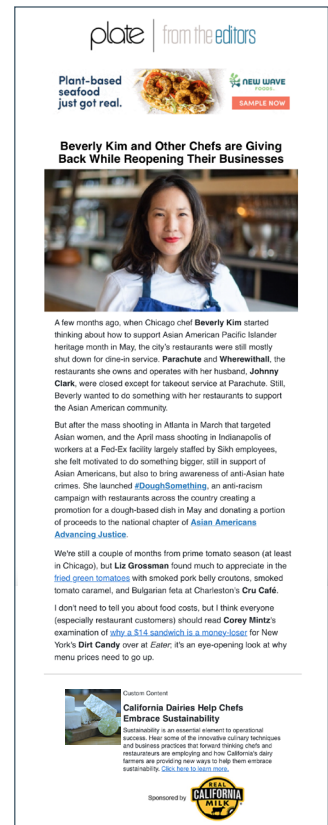 plate | from the editors
Plant-based
seafood
just got real.
NEW WAVE
FOODS
SAMPLE NOW
Beverly Kim and Other Chefs are Giving
Back While Reopening Their Businesses
A few months ago, when Chicago chef Beverly Kim started
thinking about how to support Asian American Pacific Islander
heritage month in May, the city's restaurants were still mostly
shut down for dine-in service. Parachute and Wherewithall, the
restaurants she owns and operates with her husband, Johnny
Clark, were closed except for takeout service at Parachute. Still,
Beverly wanted to do something with her restaurants to support
the Asian American community.
But after the mass shooting in Atlanta in March that targeted
Asian women, and the April mass shooting in Indianapolis of
workers at a Fed-Ex facility largely staffed by Sikh employees,
she felt motivated to do something bigger, still in support of
Asian Americans, but also to bring awareness of anti-Asian hate
crimes. She launched #DoughSomething, an anti-racism
campaign with restaurants across the country creating a
promotion for a dough-based dish in May and donating a portion
of proceeds to the national chapter of Asian Americans
Advancing Justice.
We're still a couple of months from prime tomato season (at least
in Chicago), but Liz Grossman found much to appreciate in the
fried green tomatoes with smoked pork belly croutons, smoked
tomato caramel, and Bulgarian feta at Charleston's Cru Café.
I don't need to tell you about food costs, but I think everyone
(especially restaurant customers) should read Corey Mintz's
examination of why a $14 sandwich is a money-loser for New
York's Dirt Candy over at Eater; it's an eye-opening look at why
menu prices need to go up.
Custom Content
California Dairies Help Chefs
Embrace Sustainability
Sustainability is an essential element to operational
success. Hear some of the innovative culinary techniques
and business practices that forward thinking chefs and
restaurateurs are employing and how California's dairy
farmers are providing new ways to help them embrace
sustainability. Click here to learn more.
Sponsored by
REAL
CALIFORNIA
MILK